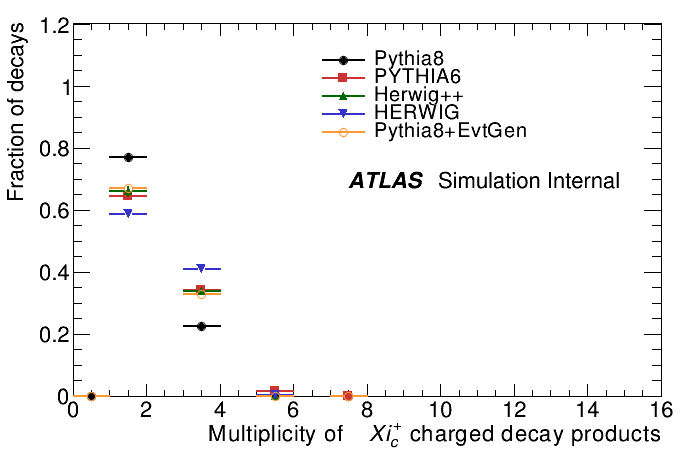 Fraction of decays
1.2
1
0.8
0.6
0.4
0.2
0
Pythia8
PYTHIA6
Herwig++
HERWIG
Pythia8+EvtGen
ATLAS Simulation Internal
0 2 4 6 8 10 12 14 16
Multiplicity of Xi_c^+ charged decay products